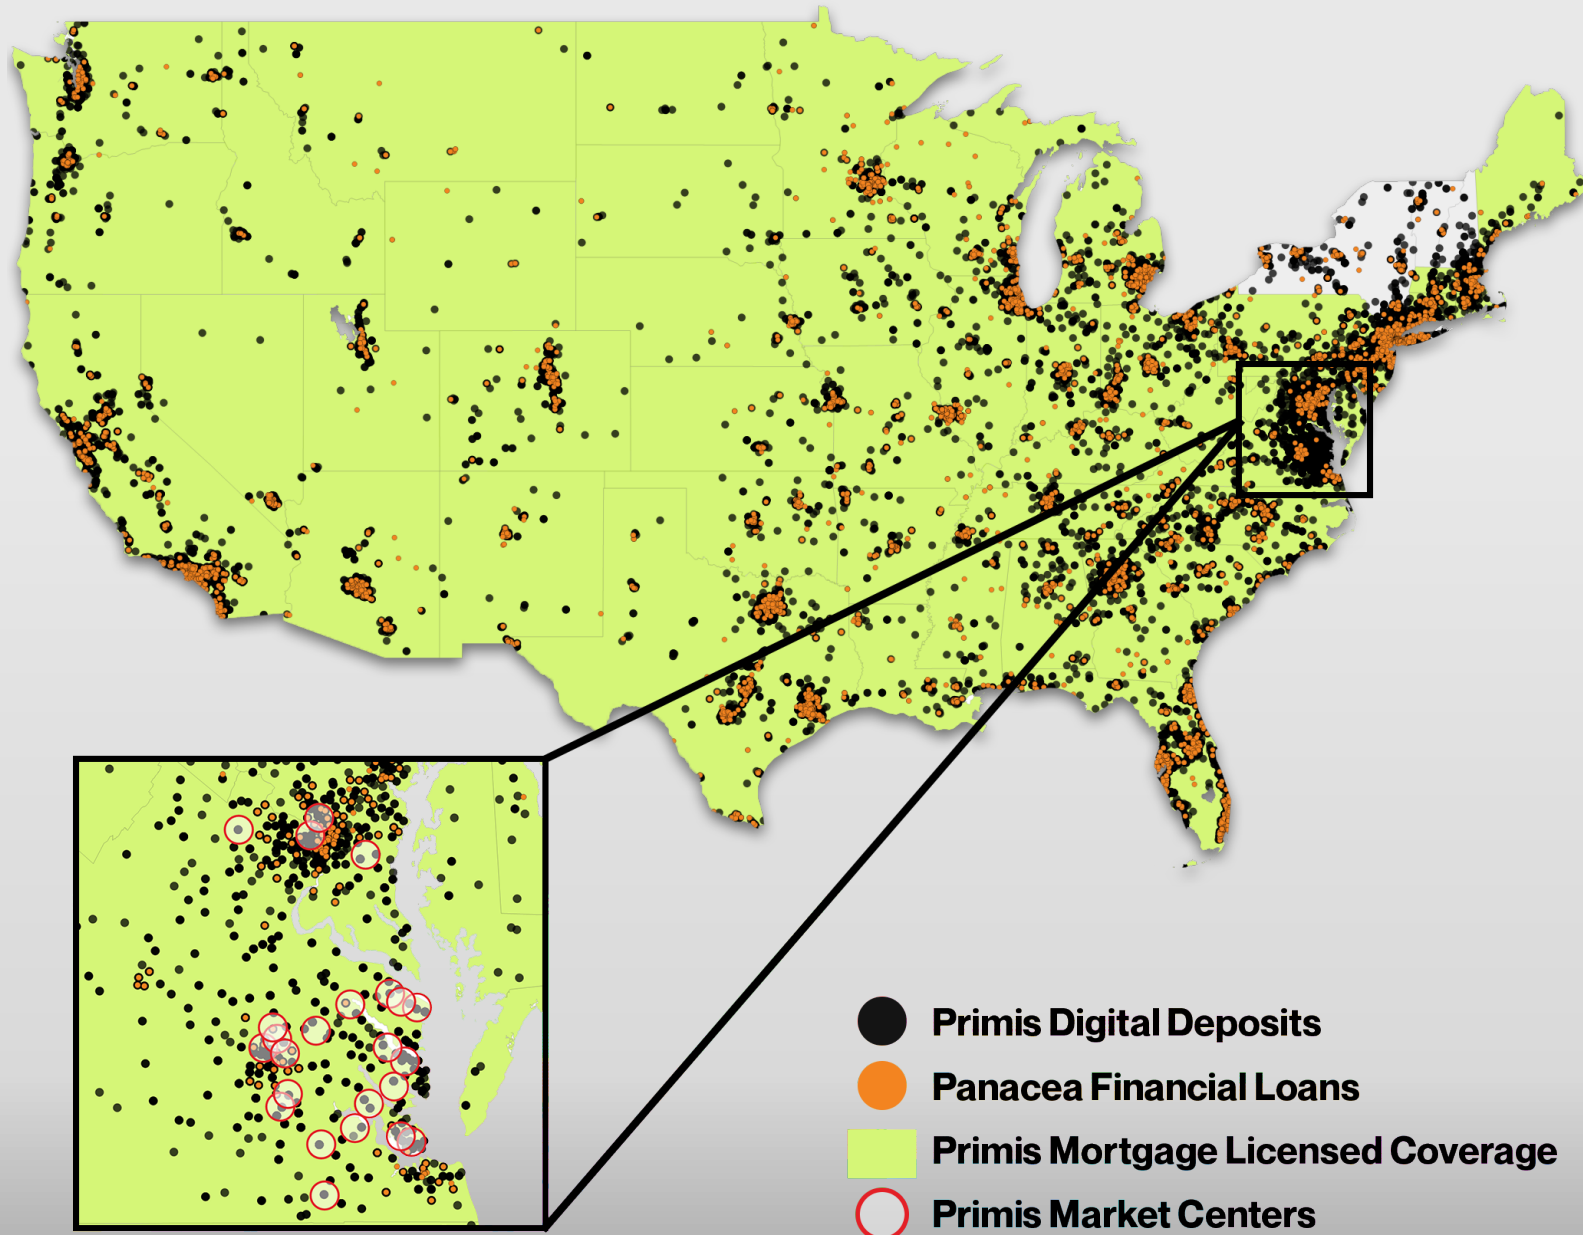 Primis Digital Deposits
Panacea Financial Loans
Primis Mortgage Licensed Coverage
Primis Market Centers